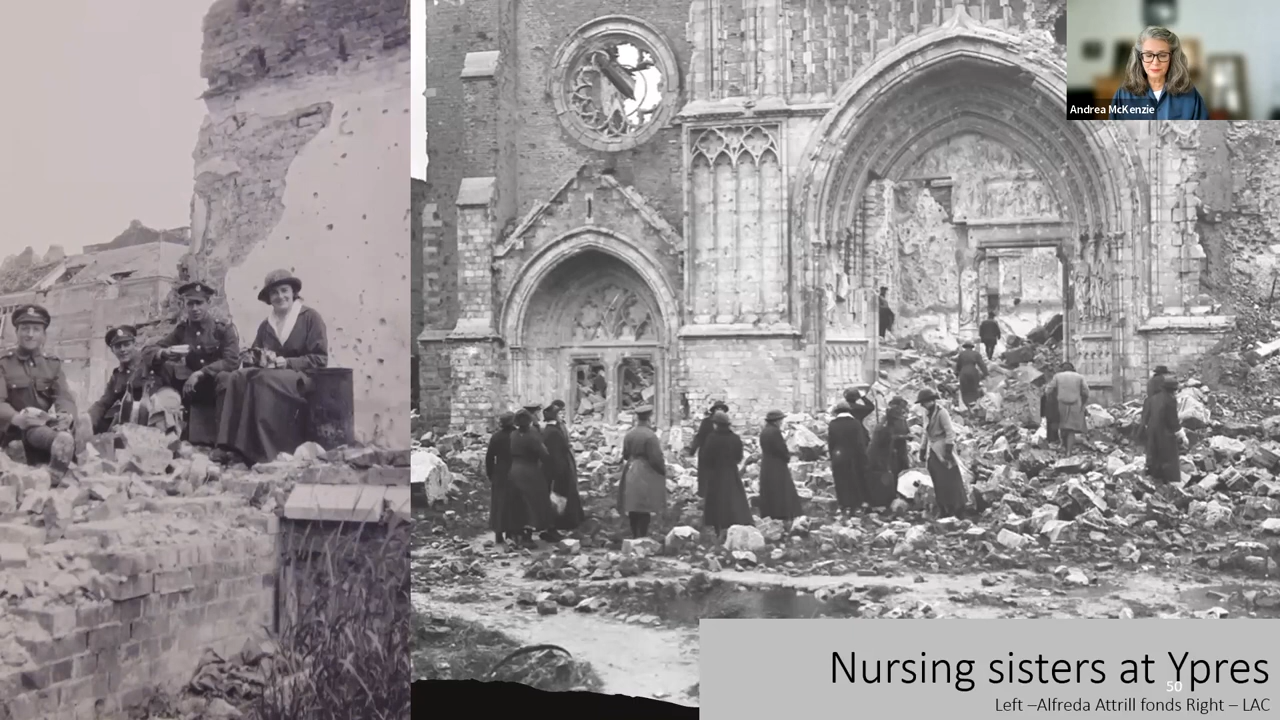 Andrea McKenzie
Nursing sisters at Ypres
50
Left –Alfreda Attrill fonds Right – LAC